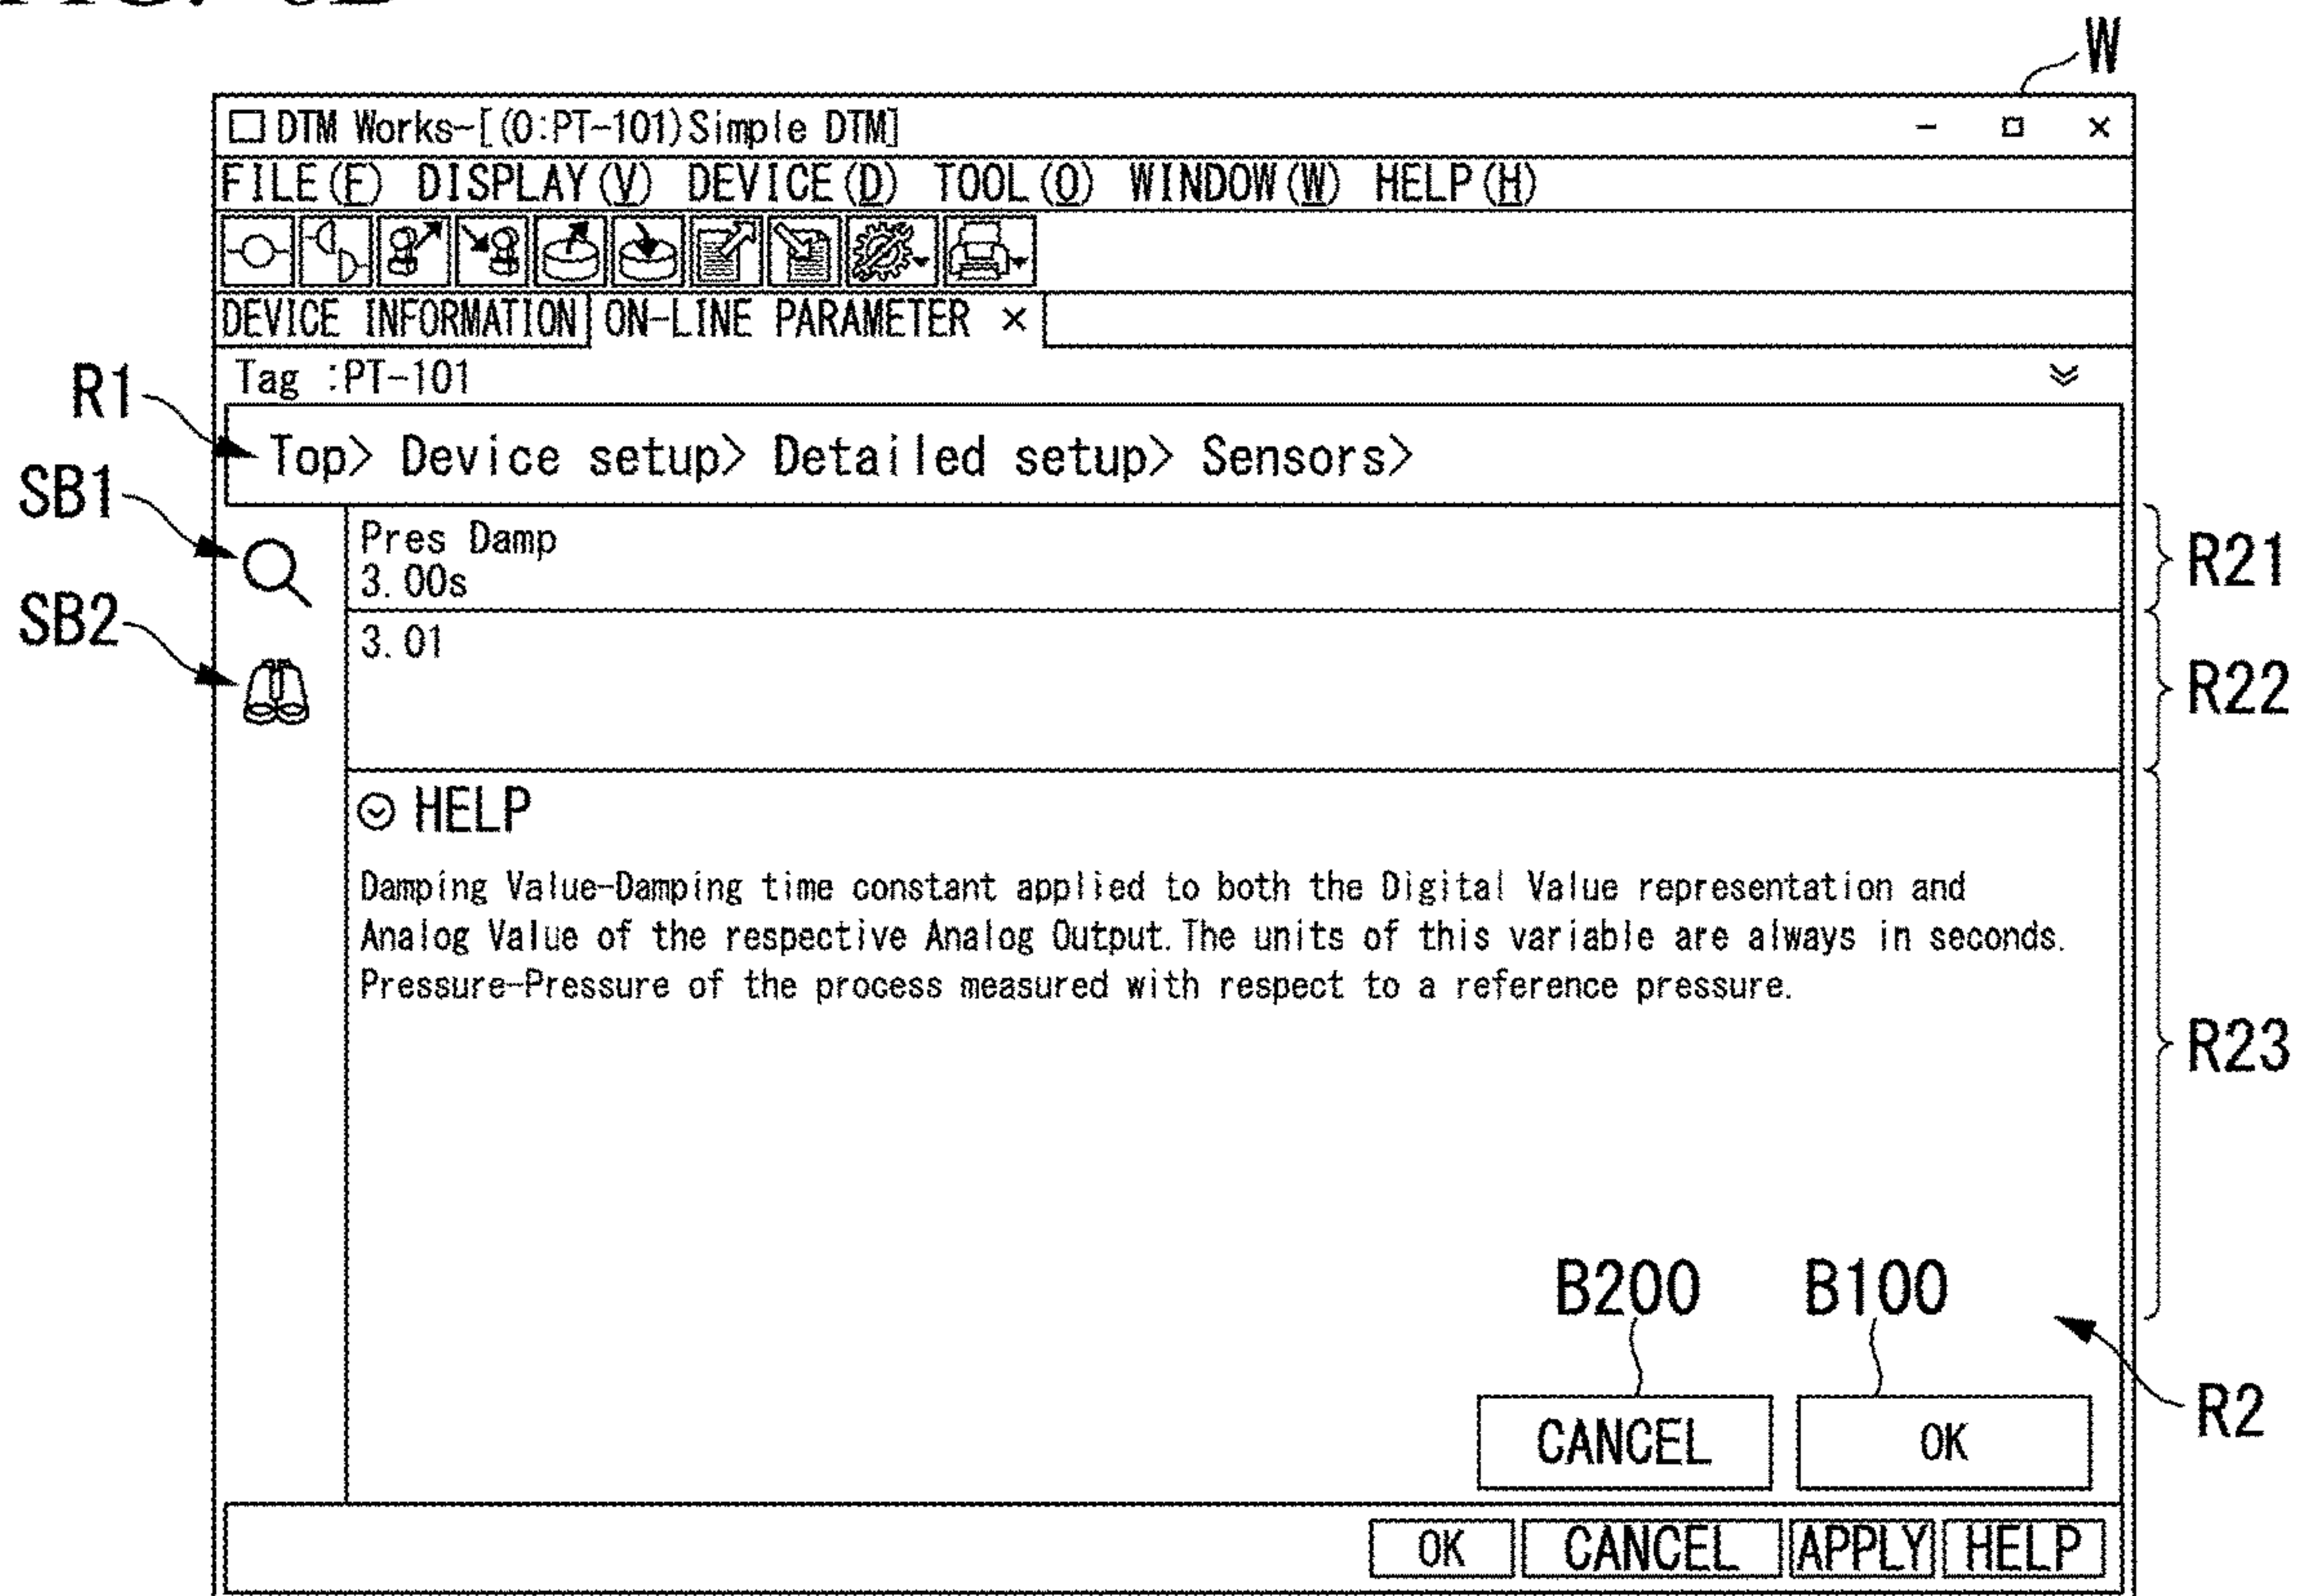 W
DTM Works-[(0:PT-101)Simple DTM]
FILE(F) DISPLAY(V) DEVICE(D) TOOL(O) WINDOW(W) HELP(H)
DEVICE INFORMATION ON-LINE PARAMETER ×
Tag :PT-101
R1
Top> Device setup> Detailed setup> Sensors>
SB1
Pres Damp
3.00s
R21
SB2
3.01
R22
HELP
Damping Value-Damping time constant applied to both the Digital Value representation and
Analog Value of the respective Analog Output.The units of this variable are always in seconds.
Pressure-Pressure of the process measured with respect to a reference pressure.
R23
B200 B100
CANCEL OK
R2
OK CANCEL APPLY HELP